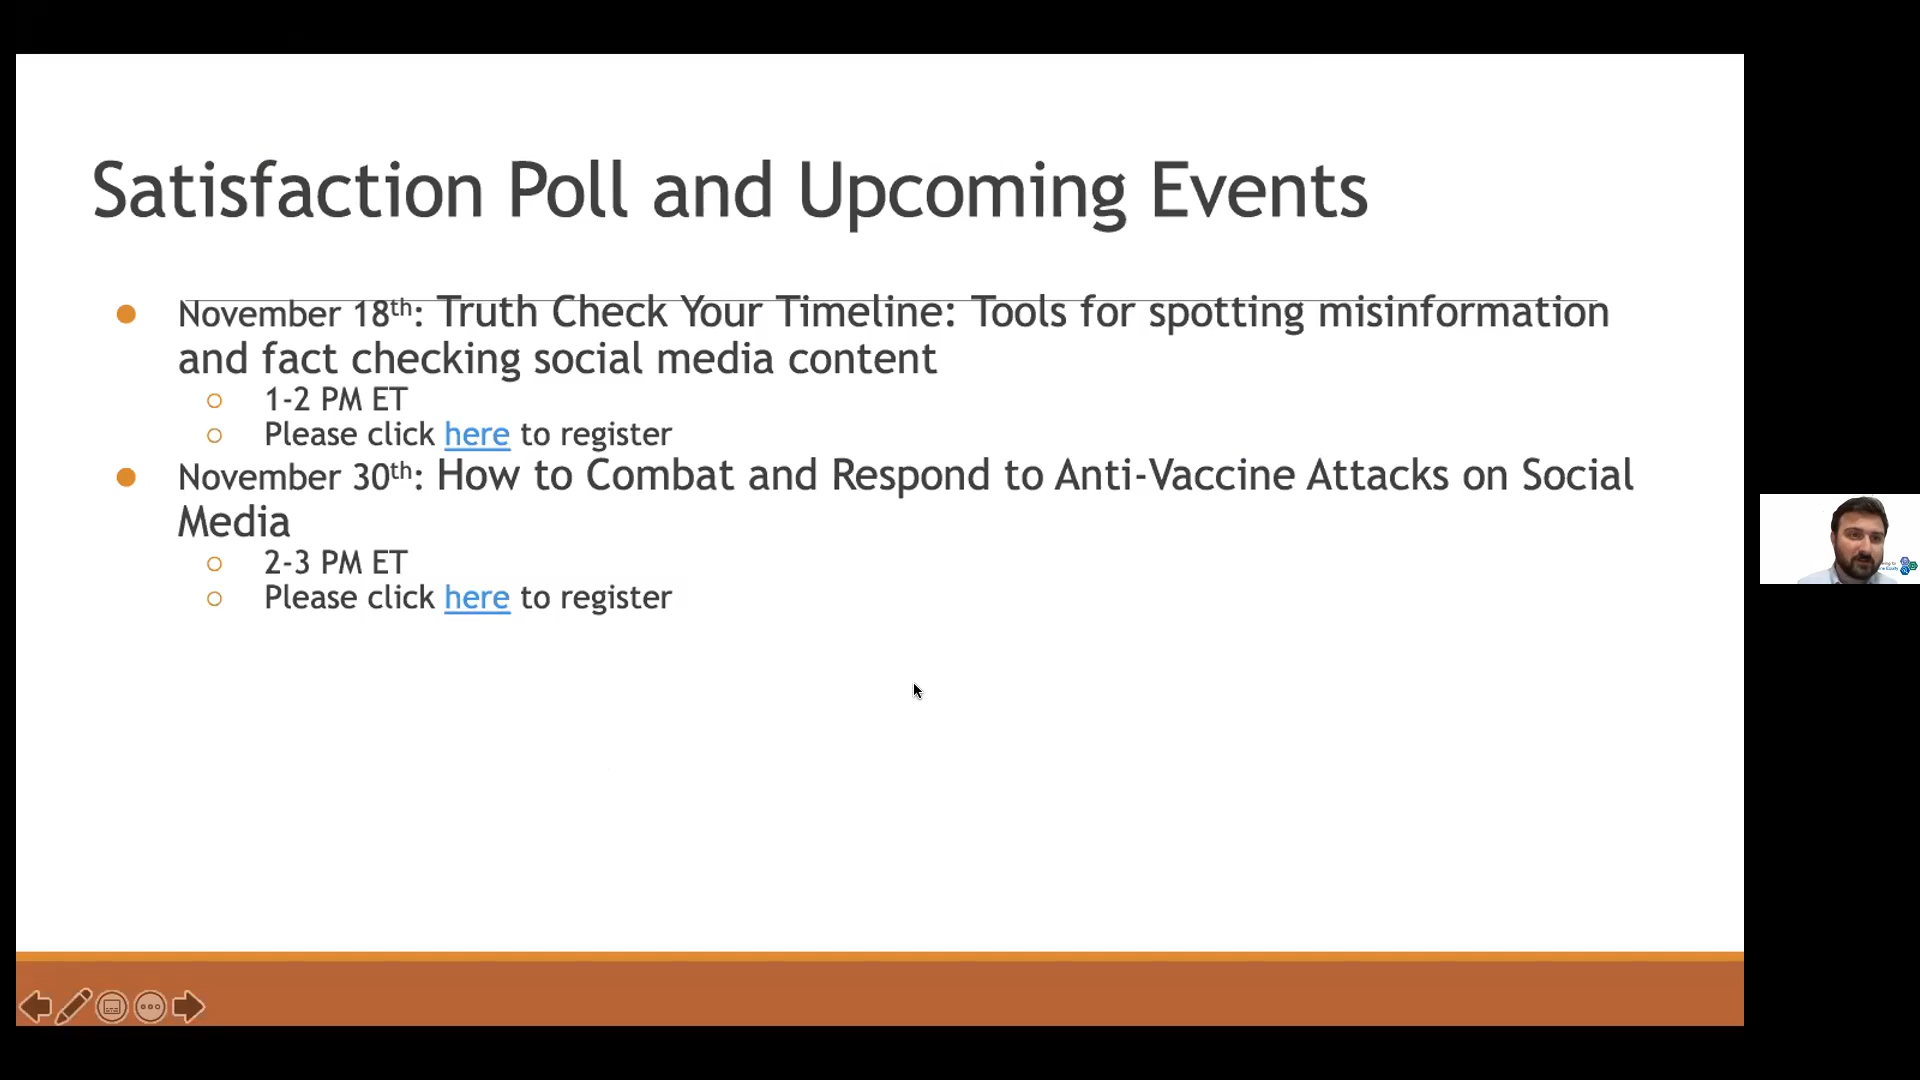 Satisfaction Poll and Upcoming Events
November 18th: Truth Check Your Timeline: Tools for spotting misinformation
and fact checking social media content
1-2 PM ET
Please click here to register
November 30th: How to Combat and Respond to Anti-Vaccine Attacks on Social
Media
2-3 PM ET
Please click here to register